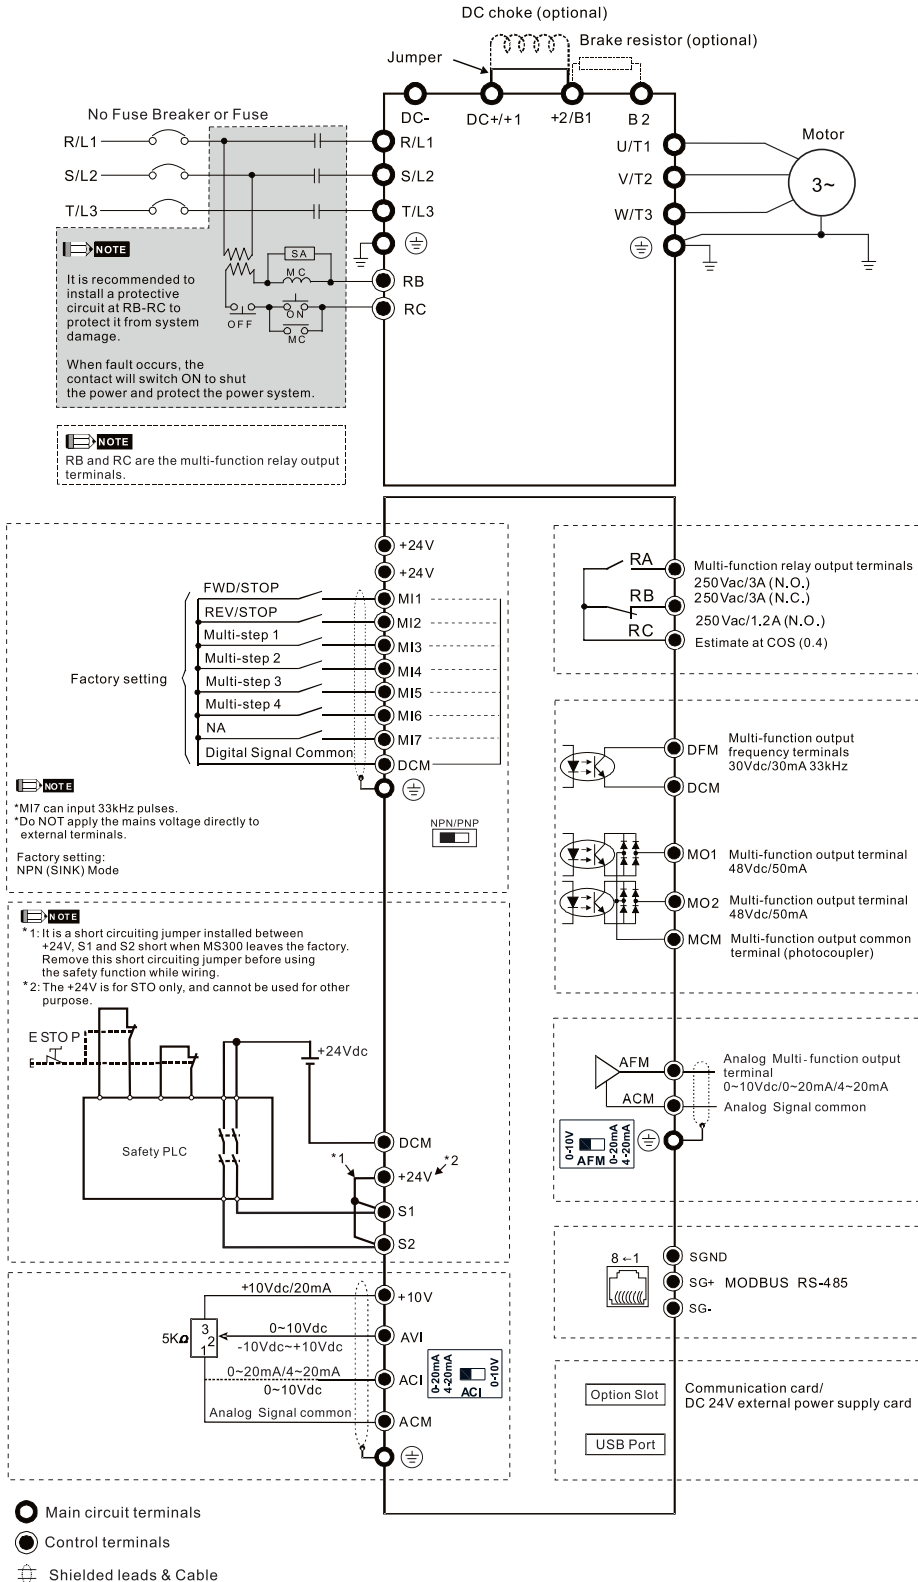 DC choke (optional)
Jumper
Brake resistor (optional)
DC-
DC+/+1
+2/B1
B2
No Fuse Breaker or Fuse
R/L1
S/L2
T/L3
R/L1
S/L2
T/L3
RB
RC
U/T1
V/T2
W/T3
Motor
3~
SA
MC
OFF
ON
MC
NOTE
It is recommended to
install a protective
circuit at RB-RC to
protect it from system
damage.
When fault occurs, the
contact will switch ON to shut
the power and protect the power system.
NOTE
RB and RC are the multi-function relay output
terminals.
+24V
+24V
Factory setting
FWD/STOP
MI1
REV/STOP
MI2
Multi-step 1
MI3
Multi-step 2
MI4
Multi-step 3
MI5
Multi-step 4
MI6
NA
MI7
Digital Signal Common
DCM
NPN/PNP
NOTE
*MI7 can input 33kHz pulses.
*Do NOT apply the mains voltage directly to
external terminals.
Factory setting:
NPN (SINK) Mode
RA
RB
RC
Multi-function relay output terminals
250Vac/3A (N.O.)
250Vac/3A (N.C.)
250Vac/1.2A (N.O.)
Estimate at COS (0.4)
DFM
Multi-function output
frequency terminals
30Vdc/30mA 33kHz
DCM
MO1
Multi-function output terminal
48Vdc/50mA
MO2
Multi-function output terminal
48Vdc/50mA
MCM
Multi-function output common
terminal (photocoupler)
NOTE
*1: It is a short circuiting jumper installed between
+24V, S1 and S2 short when MS300 leaves the factory.
Remove this short circuiting jumper before using
the safety function while wiring.
*2: The +24V is for STO only, and cannot be used for other
purpose.
ESTOP
+24Vdc
Safety PLC
DCM
*1
+24V
*2
S1
S2
AFM
ACM
Analog Multi-function output
terminal
0~10Vdc/0~20mA/4~20mA
Analog Signal common
0-10V
AFM
0-20mA
4-20mA
8←1
SGND
SG+
MODBUS RS-485
SG-
+10Vdc/20mA
+10V
5KΩ
3
2
1
0~10Vdc
-10Vdc~+10Vdc
AVI
0~20mA/4~20mA
0~10Vdc
ACI
Analog Signal common
ACM
0-20mA
4-20mA
ACI
0-10V
Option Slot
Communication card/
DC 24V external power supply card
USB Port
Main circuit terminals
Control terminals
Shielded leads & Cable